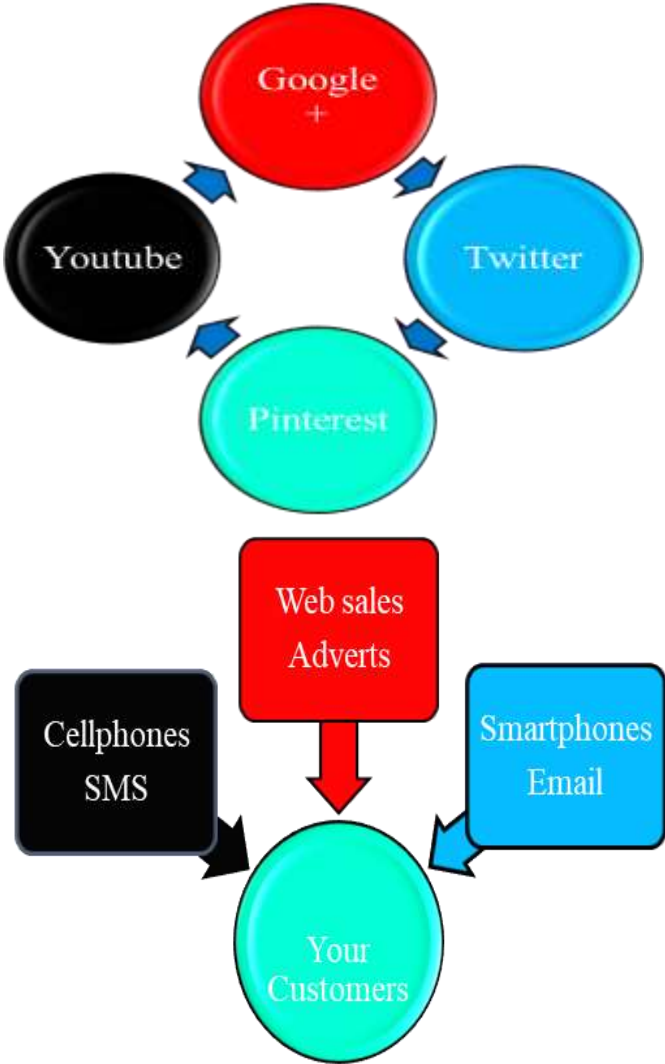 Google
+
Youtube
Twitter
Pinterest
Web sales
Adverts
Cellphones
SMS
Smartphones
Email
Your
Customers